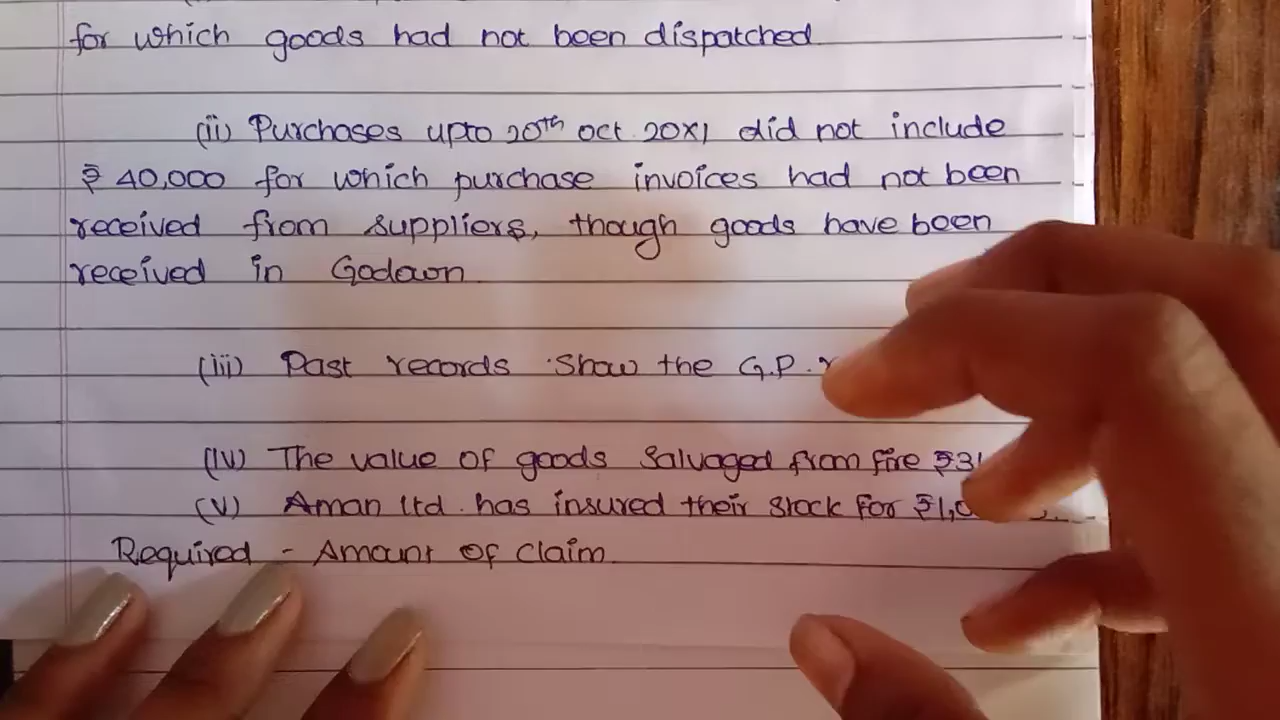 for which goods had not been dispatched
(ii) Purchases upto 20th Oct. 20X1 did not include
₹ 40,000 for which purchase invoices had not been
received from suppliers, though goods have been
received in Godown
(iii) Past records show the G.P.
(iv) The value of goods salvaged from fire
(v) Aman ltd. has insured their stock for
Required - Amount of claim